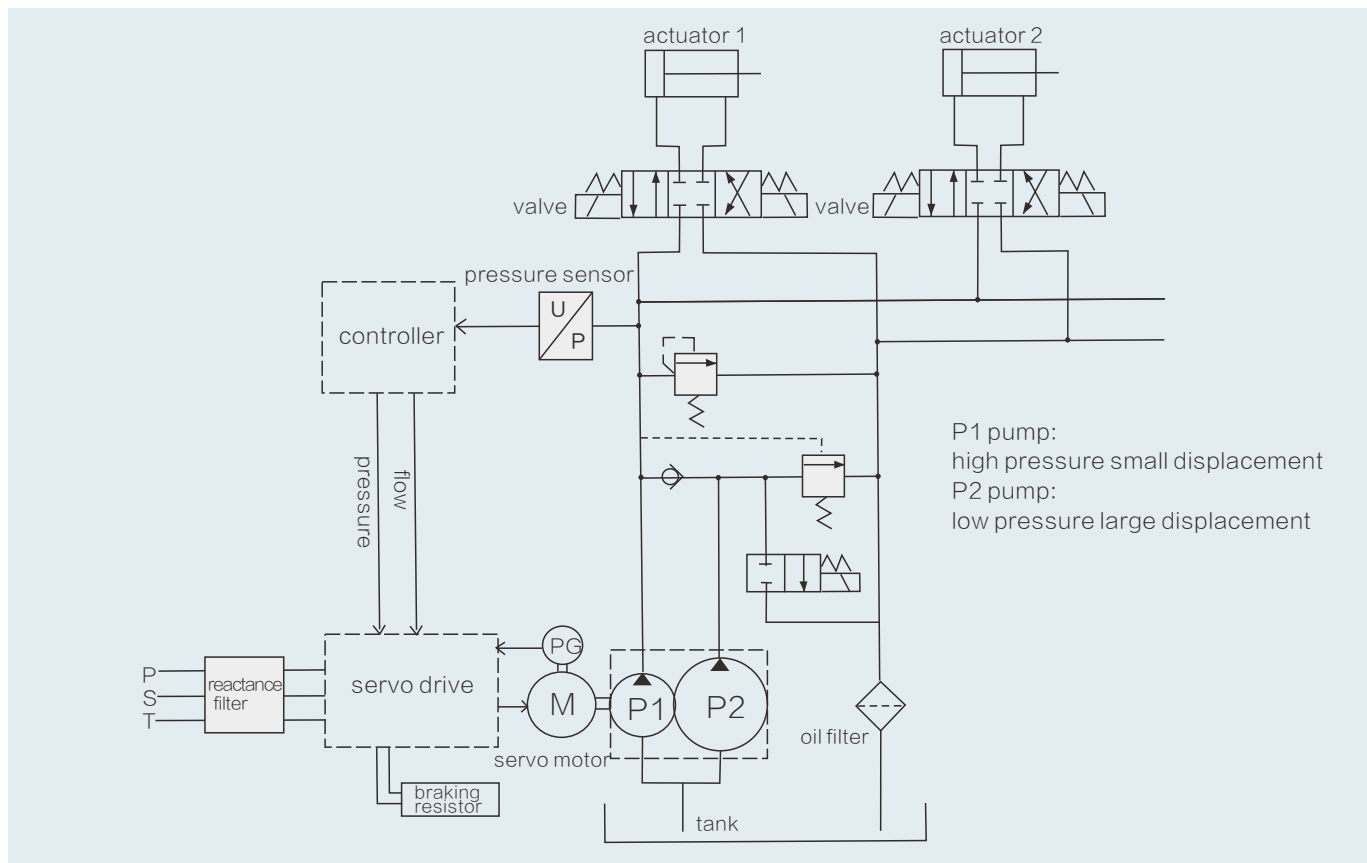 actuator 1
actuator 2
valve
valve
pressure sensor
U
P
controller
P1 pump:
high pressure small displacement
P2 pump:
low pressure large displacement
pressure
flow
PG
P
S
T
reactance
filter
servo drive
M
P1
P2
oil filter
servo motor
braking
resistor
tank